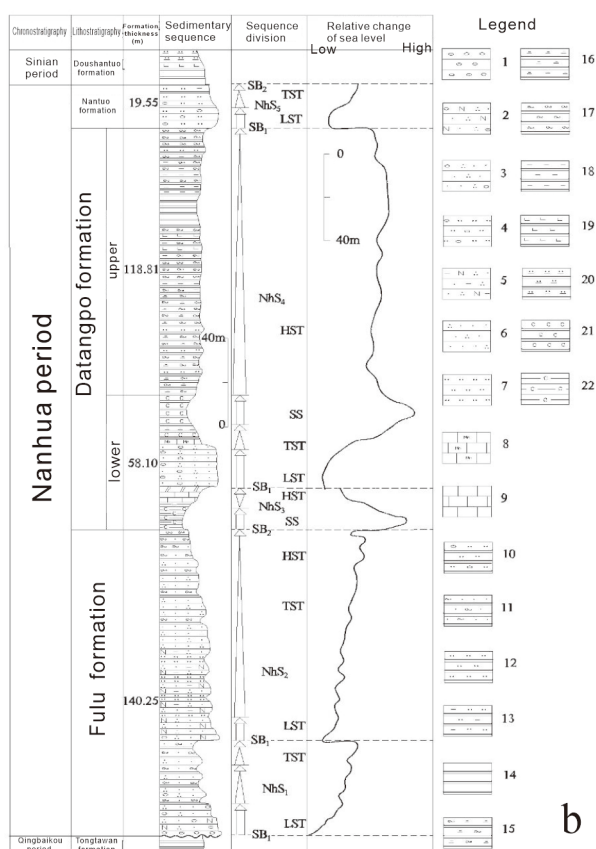 Chronostratigraphy Lithostratigraphy Formation thickness (m) Sedimentary sequence Sequence division Relative change of sea level
Low High
Sinian period
Doushantuo formation
Nanhua period
Nantuo formation
19.55
Datangpo formation
upper
118.81
lower
58.10
Fulu formation
140.25
Qingbaikou period
Tongtawan formation
40m
0
SB2
TST
NhS5
LST
SB1
NhS4
HST
SS
TST
LST
SB1
HST
NhS3
SS
SB2
HST
TST
NhS2
LST
SB1
TST
NhS1
LST
SB1
0
40m
Legend
1
2
3
4
5
6
7
8
9
10
11
12
13
14
15
16
17
18
19
20
21
22
b